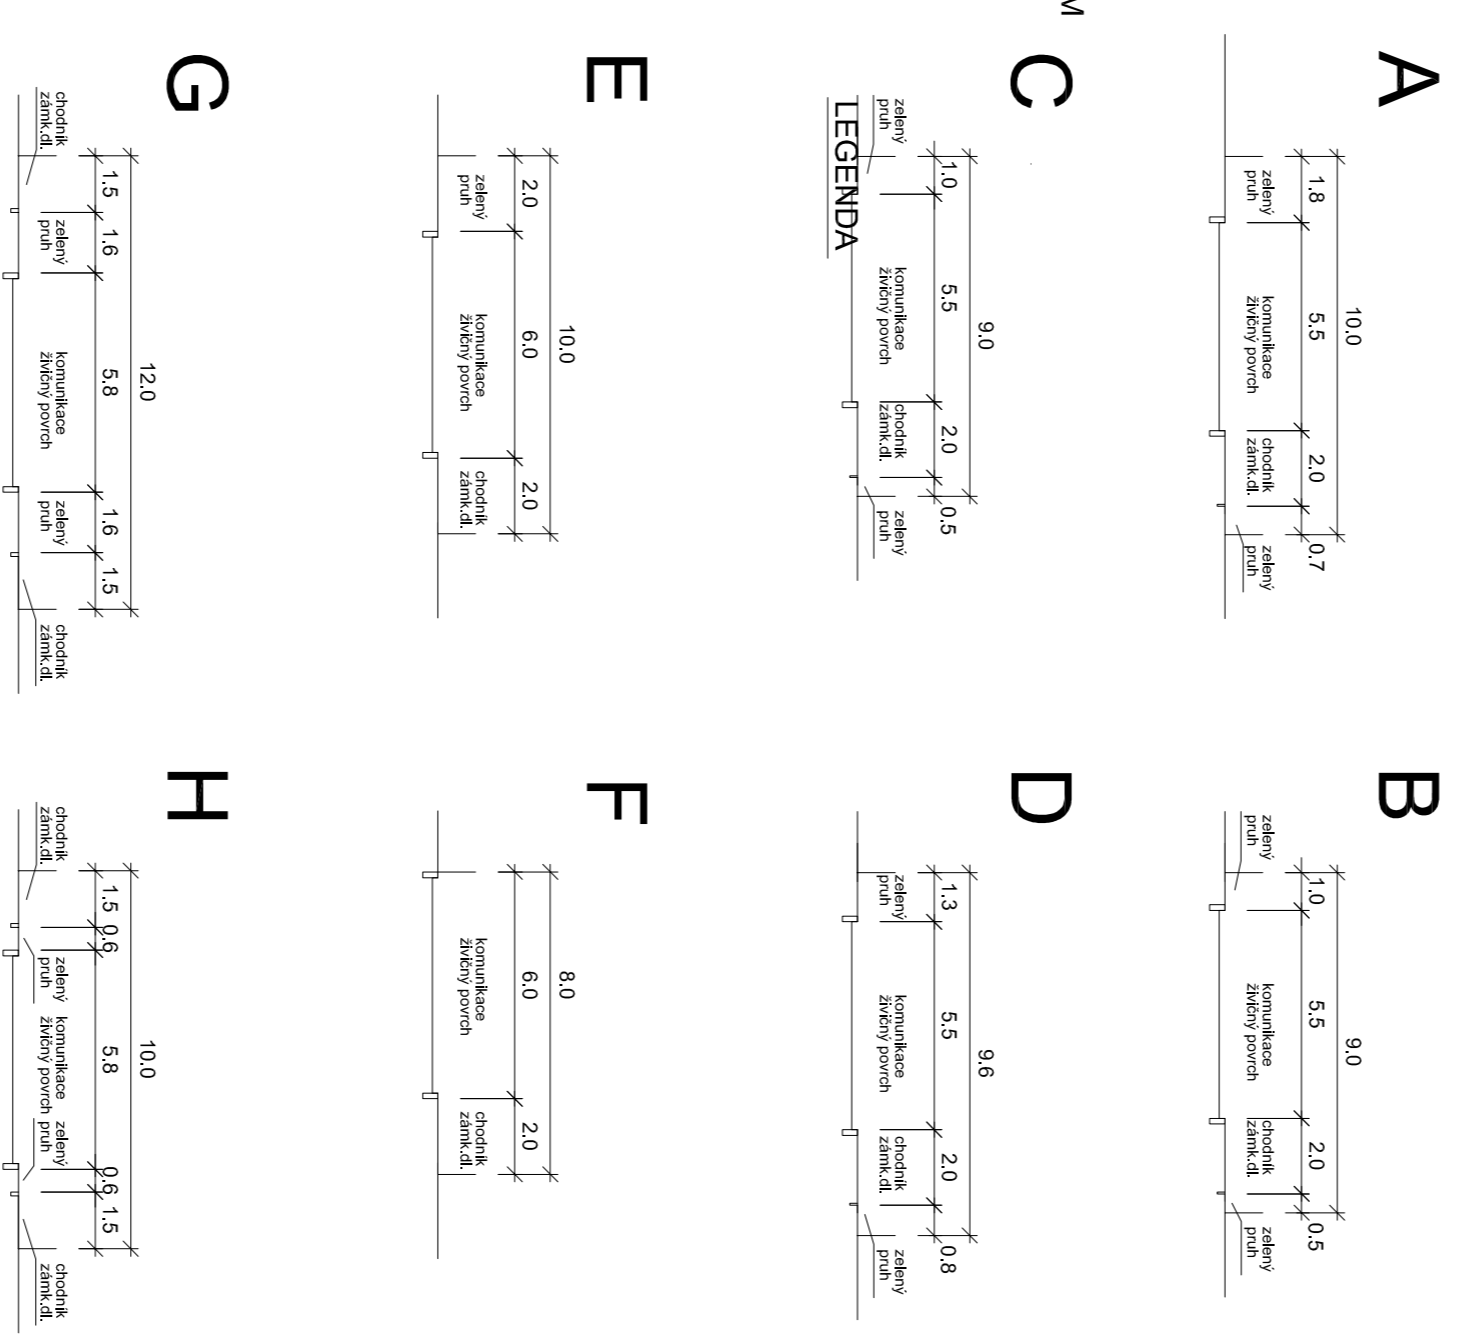 M
A
10.0
1.8 5.5 2.0 0.7
zelený
pruh
komunikace
živičný povrch
chodník
zámk.dl.
zelený
pruh
B
9.0
1.0 5.5 2.0 0.5
zelený
pruh
komunikace
živičný povrch
chodník
zámk.dl.
zelený
pruh
C
9.0
1.0 5.5 2.0 0.5
zelený
pruh
komunikace
živičný povrch
chodník
zámk.dl.
zelený
pruh
LEGENDA
D
9.6
1.3 5.5 2.0 0.8
zelený
pruh
komunikace
živičný povrch
chodník
zámk.dl.
zelený
pruh
E
10.0
2.0 6.0 2.0
zelený
pruh
komunikace
živičný povrch
chodník
zámk.dl.
F
8.0
6.0 2.0
komunikace
živičný povrch
chodník
zámk.dl.
G
12.0
1.5 1.6 5.8 1.6 1.5
chodník
zámk.dl.
zelený
pruh
komunikace
živičný povrch
zelený
pruh
chodník
zámk.dl.
H
10.0
1.5 0.6 5.8 0.6 1.5
chodník
zámk.dl.
zelený
pruh
komunikace
živičný povrch
zelený
pruh
chodník
zámk.dl.